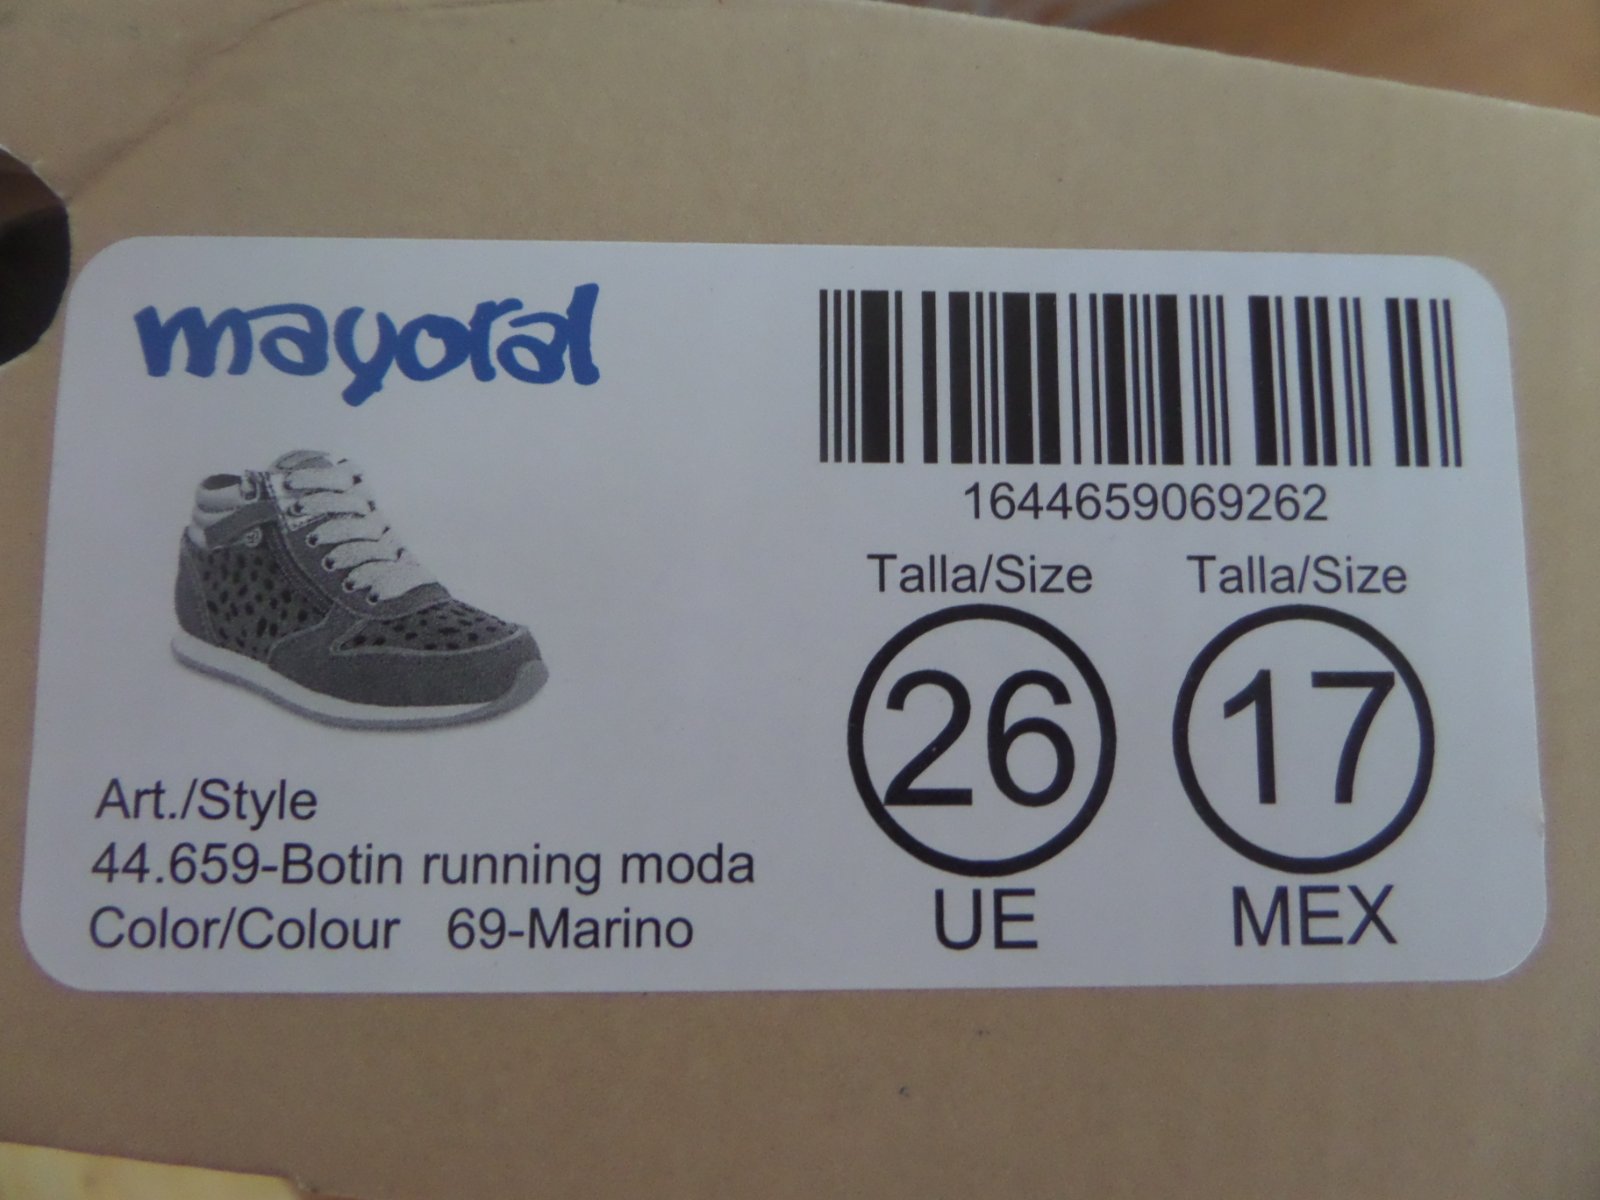 mayoral
1644659069262
Talla/Size Talla/Size
26 17
UE MEX
Art./Style
44.659-Botin running moda
Color/Colour 69-Marino